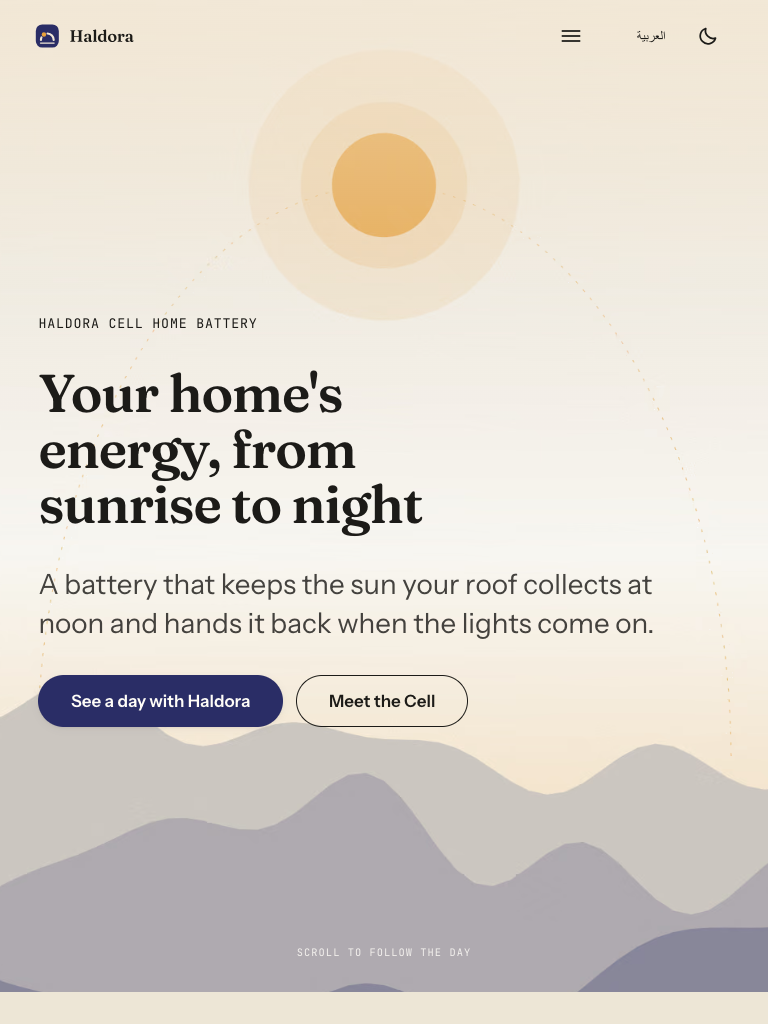 Haldora
العربية
HALDORA CELL HOME BATTERY
Your home's
energy, from
sunrise to night
A battery that keeps the sun your roof collects at
noon and hands it back when the lights come on.
See a day with Haldora
Meet the Cell
SCROLL TO FOLLOW THE DAY